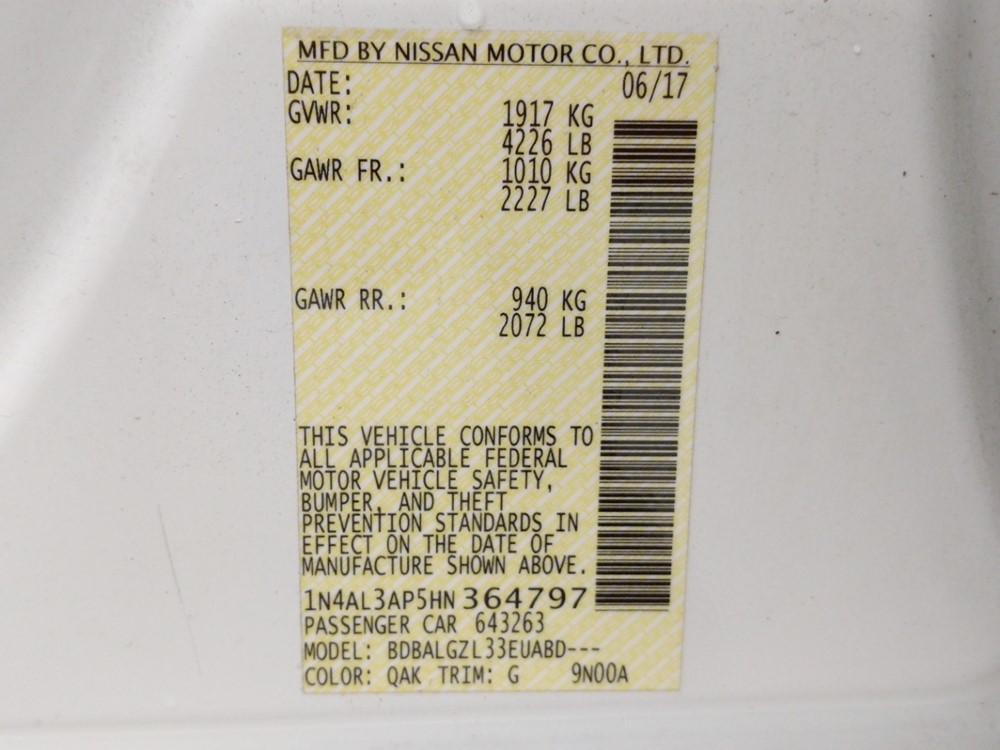 MFD BY NISSAN MOTOR CO., LTD.
DATE: 06/17
GVWR: 1917 KG
4226 LB
GAWR FR.: 1010 KG
2227 LB
GAWR RR.: 940 KG
2072 LB
THIS VEHICLE CONFORMS TO
ALL APPLICABLE FEDERAL
MOTOR VEHICLE SAFETY,
BUMPER, AND THEFT
PREVENTION STANDARDS IN
EFFECT ON THE DATE OF
MANUFACTURE SHOWN ABOVE.
1N4AL3AP5HN364797
PASSENGER CAR 643263
MODEL: BDBALGZL33EUABD---
COLOR: QAK TRIM: G 9N00A